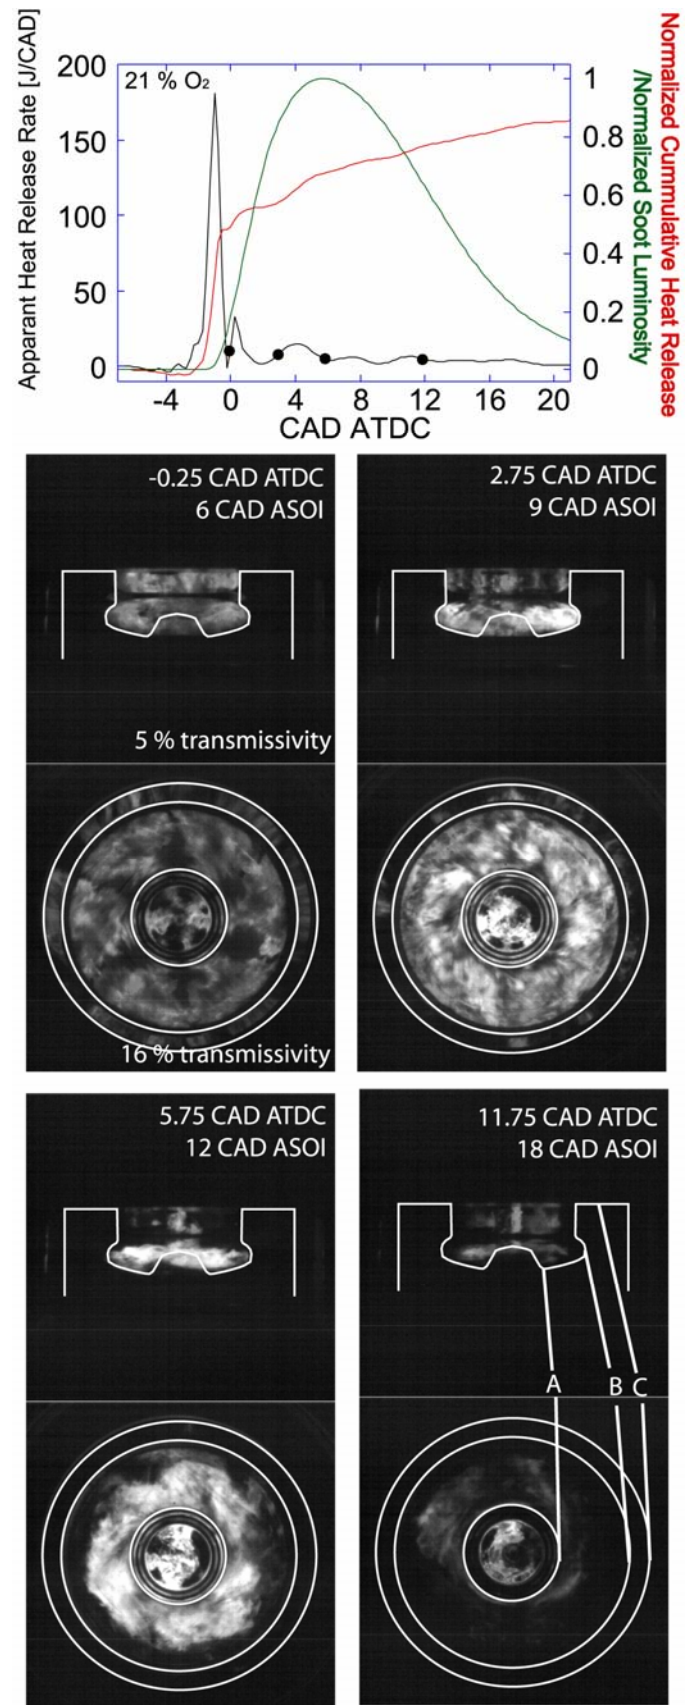 21 % O2
Apparant Heat Release Rate [J/CAD]
200
150
100
50
0
1
0.8
0.6
0.4
0.2
0
/Normalized Soot Luminosity
Normalized Cummulative Heat Release
-4 0 4 8 12 16 20
CAD ATDC
-0.25 CAD ATDC
6 CAD ASOI
5 % transmissivity
16 % transmissivity
2.75 CAD ATDC
9 CAD ASOI
5.75 CAD ATDC
12 CAD ASOI
11.75 CAD ATDC
18 CAD ASOI
A B C